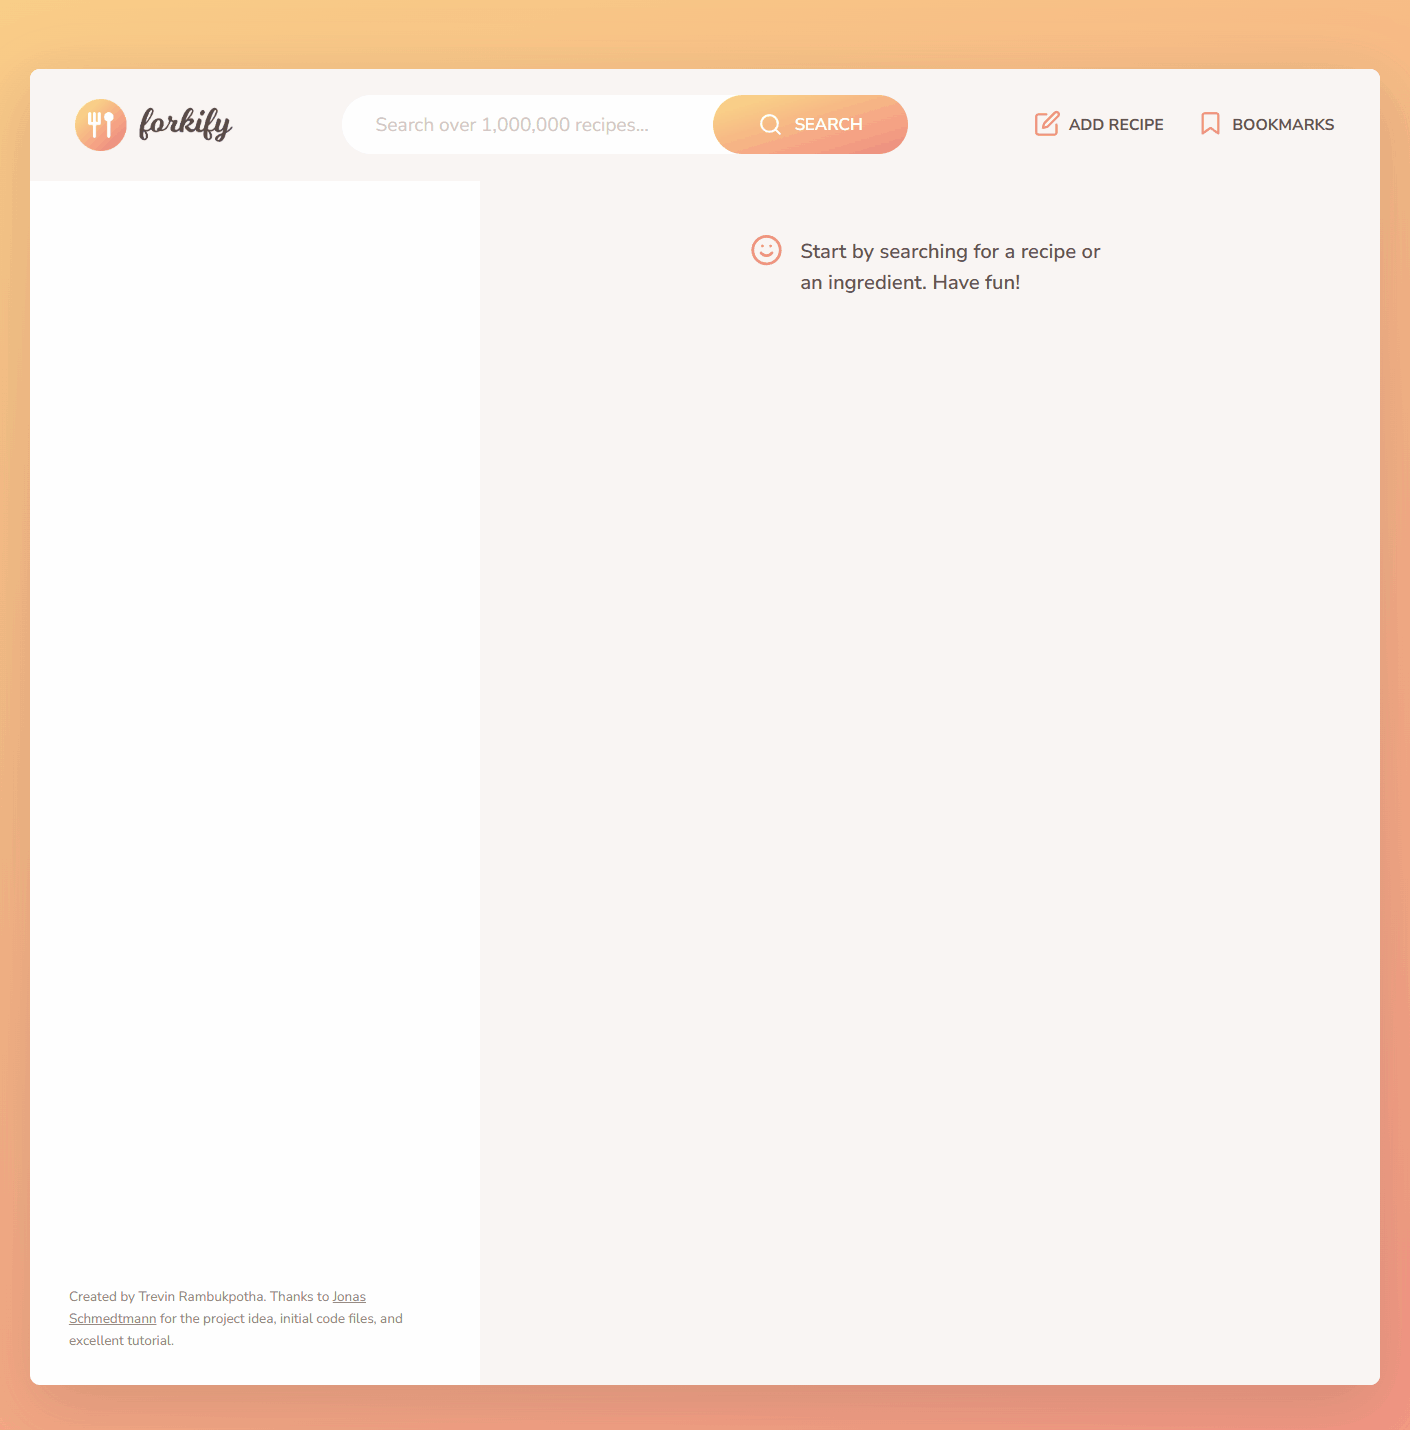 forkify
Search over 1,000,000 recipes...
SEARCH
ADD RECIPE
BOOKMARKS
Start by searching for a recipe or
an ingredient. Have fun!
Created by Trevin Rambukpotha. Thanks to Jonas
Schmedtmann for the project idea, initial code files, and
excellent tutorial.